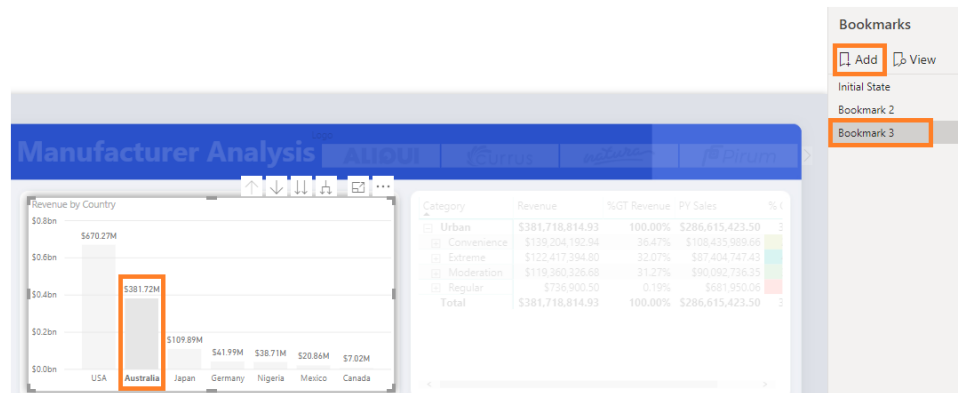 Bookmarks
Add
View
Initial State
Bookmark 2
Bookmark 3
Manufacturer Analysis
ALIQUI
Currus
natura
Pirum
Revenue by Country
$0.8bn
$0.6bn
$0.4bn
$0.2bn
$0.0bn
$670.27M
$381.72M
$109.89M
$41.99M
$38.71M
$20.86M
$7.02M
USA
Australia
Japan
Germany
Nigeria
Mexico
Canada
Category Revenue %GT Revenue PY Sales
Urban $381,718,814.93 100.00% $286,615,423.50
Convenience $139,204,192.94 36.47% $108,435,989.66
Extreme $122,417,394.80 32.07% $87,404,747.43
Moderation $119,360,326.68 31.27% $90,092,736.35
Regular $736,900.50 0.19% $681,950.06
Total $381,718,814.93 100.00% $286,615,423.50